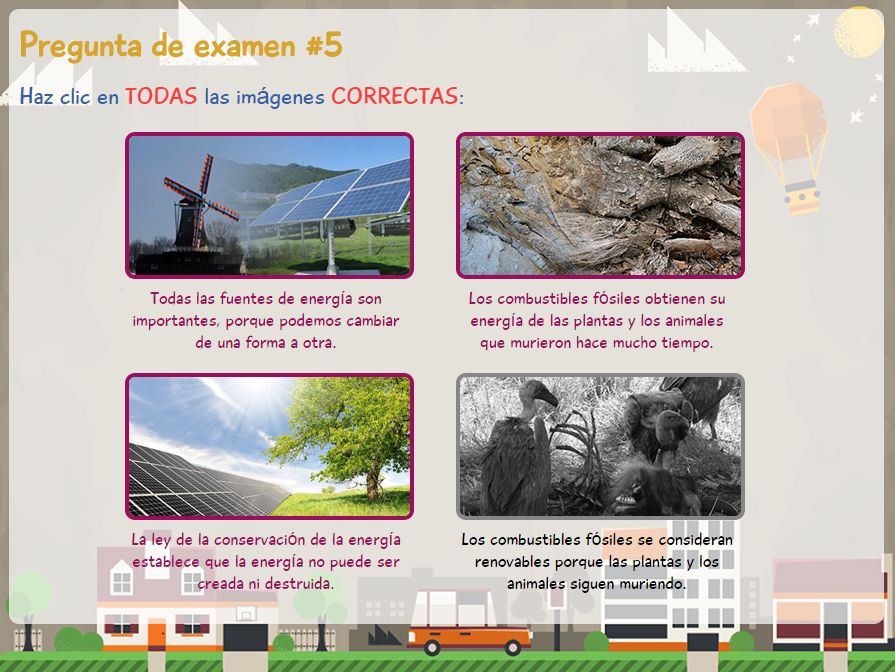 Pregunta de examen #5
Haz clic en TODAS las imágenes CORRECTAS:
Todas las fuentes de energía son
importantes, porque podemos cambiar
de una forma a otra.
Los combustibles fósiles obtienen su
energía de las plantas y los animales
que murieron hace mucho tiempo.
La ley de la conservación de la energía
establece que la energía no puede ser
creada ni destruida.
Los combustibles fósiles se consideran
renovables porque las plantas y los
animales siguen muriendo.